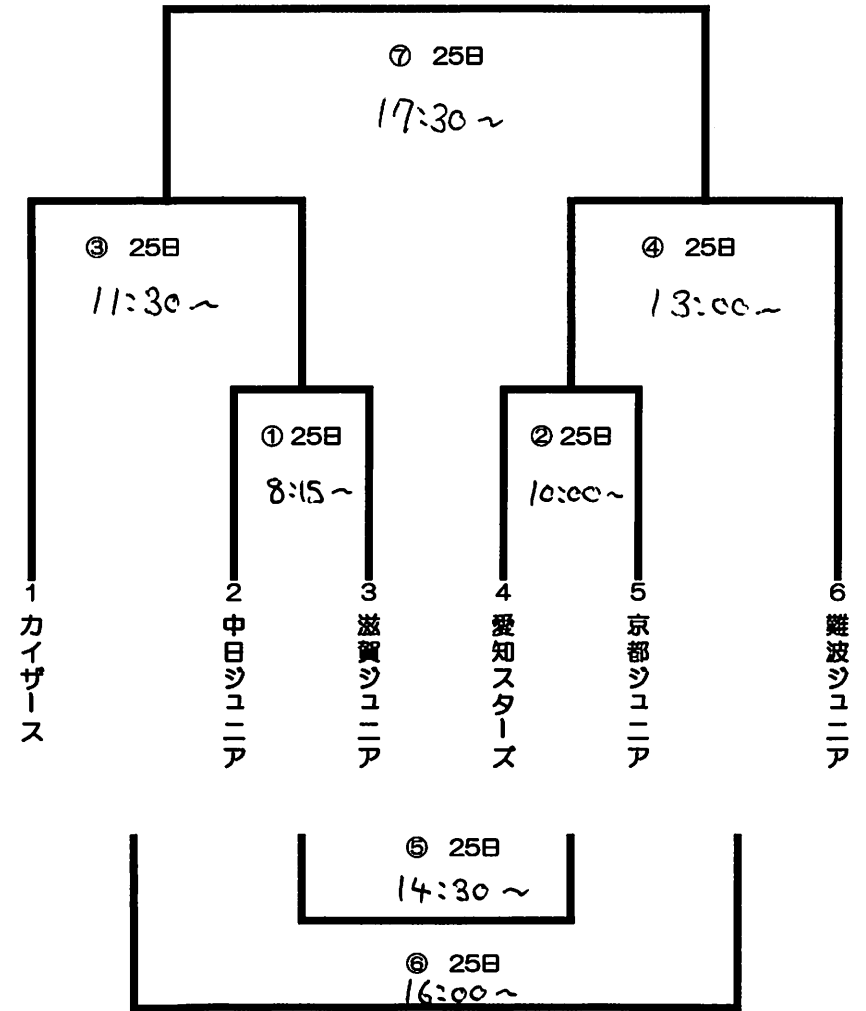 ⑦ 25日
17:30～
③ 25日
11:30～
④ 25日
13:00～
① 25日
8:15～
② 25日
10:00～
1 カイザース
2 中日ジュニア
3 滋賀ジュニア
4 愛知スターズ
5 京都ジュニア
6 難波ジュニア
⑤ 25日
14:30～
⑥ 25日
16:00～